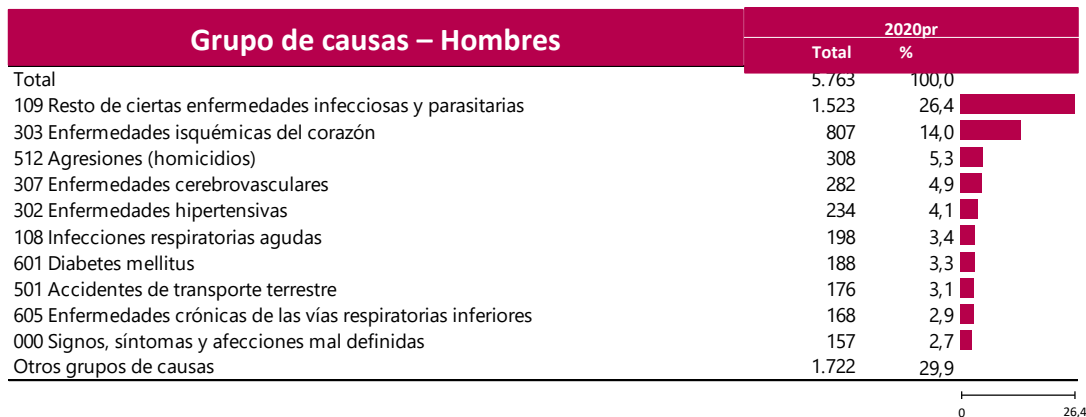 Grupo de causas – Hombres
2020pr
Total %
Total 5.763 100,0
109 Resto de ciertas enfermedades infecciosas y parasitarias 1.523 26,4
303 Enfermedades isquémicas del corazón 807 14,0
512 Agresiones (homicidios) 308 5,3
307 Enfermedades cerebrovasculares 282 4,9
302 Enfermedades hipertensivas 234 4,1
108 Infecciones respiratorias agudas 198 3,4
601 Diabetes mellitus 188 3,3
501 Accidentes de transporte terrestre 176 3,1
605 Enfermedades crónicas de las vías respiratorias inferiores 168 2,9
000 Signos, síntomas y afecciones mal definidas 157 2,7
Otros grupos de causas 1.722 29,9
0 26,4